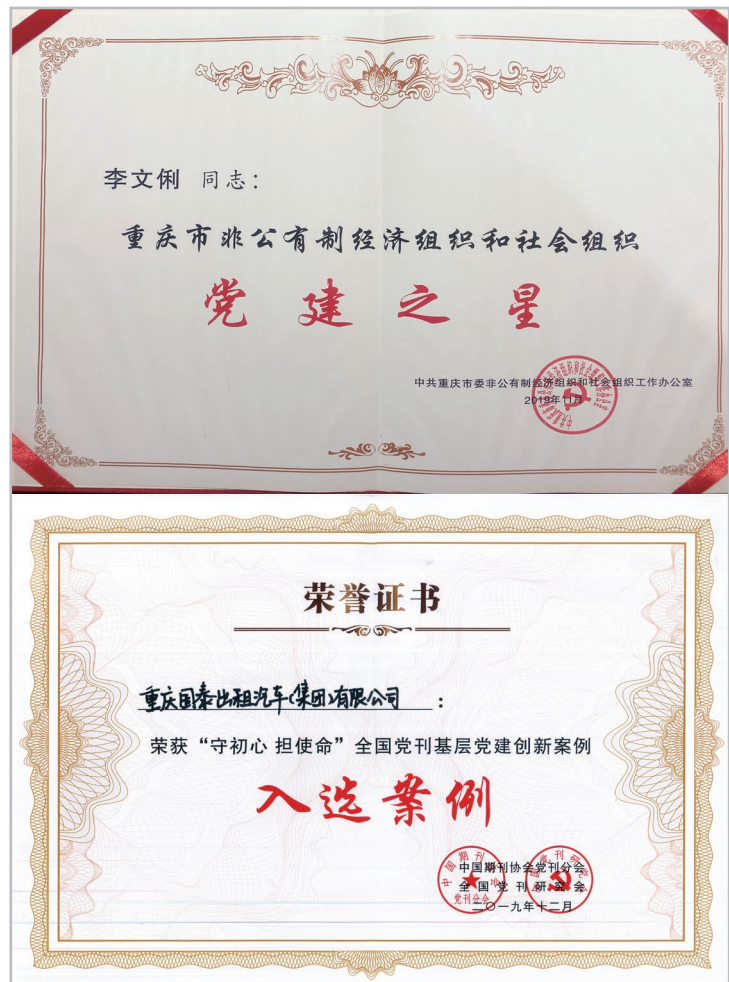 李文俐 同志：
重庆市非公有制经济组织和社会组织
党建之星
中共重庆市委非公有制经济组织和社会组织工作办公室
2019年11月
荣誉证书
重庆国泰出租汽车(集团)有限公司：
荣获“守初心 担使命”全国党刊基层党建创新案例
入选案例
中国期刊协会党刊分会
全国党刊研究会
二〇一九年十二月
党刊分会